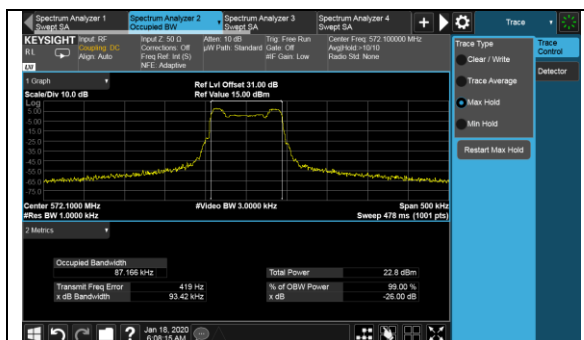 Spectrum Analyzer 1
Swept SA
Spectrum Analyzer 2
Occupied BW
Spectrum Analyzer 3
Swept SA
Spectrum Analyzer 4
Swept SA
Trace
KEYSIGHT
RL
Input: RF
Coupling: DC
Align: Auto
Input Z: 50 Ω
Corrections: Off
Freq Ref: Int (S)
NFE: Adaptive
Atten: 10 dB
µW Path: Standard
Trig: Free Run
Gate: Off
#IF Gain: Low
Center Freq: 572.100000 MHz
Avg|Hold:>10/10
Radio Std: None
Trace Type
Clear / Write
Trace Average
Max Hold
Min Hold
Restart Max Hold
Trace
Control
Detector
1 Graph
Scale/Div 10.0 dB
Ref Lvl Offset 31.00 dB
Ref Value 15.00 dBm
Log
5.00
-5.00
-15.0
-25.0
-35.0
-45.0
-55.0
-65.0
-75.0
Center 572.1000 MHz
#Res BW 1.0000 kHz
#Video BW 3.0000 kHz
Span 500 kHz
Sweep 478 ms (1001 pts)
2 Metrics
Occupied Bandwidth
87.166 kHz
Total Power 22.8 dBm
Transmit Freq Error 419 Hz
% of OBW Power 99.00 %
x dB Bandwidth 93.42 kHz
x dB -26.00 dB
?
Jan 18, 2020
6:08:15 AM